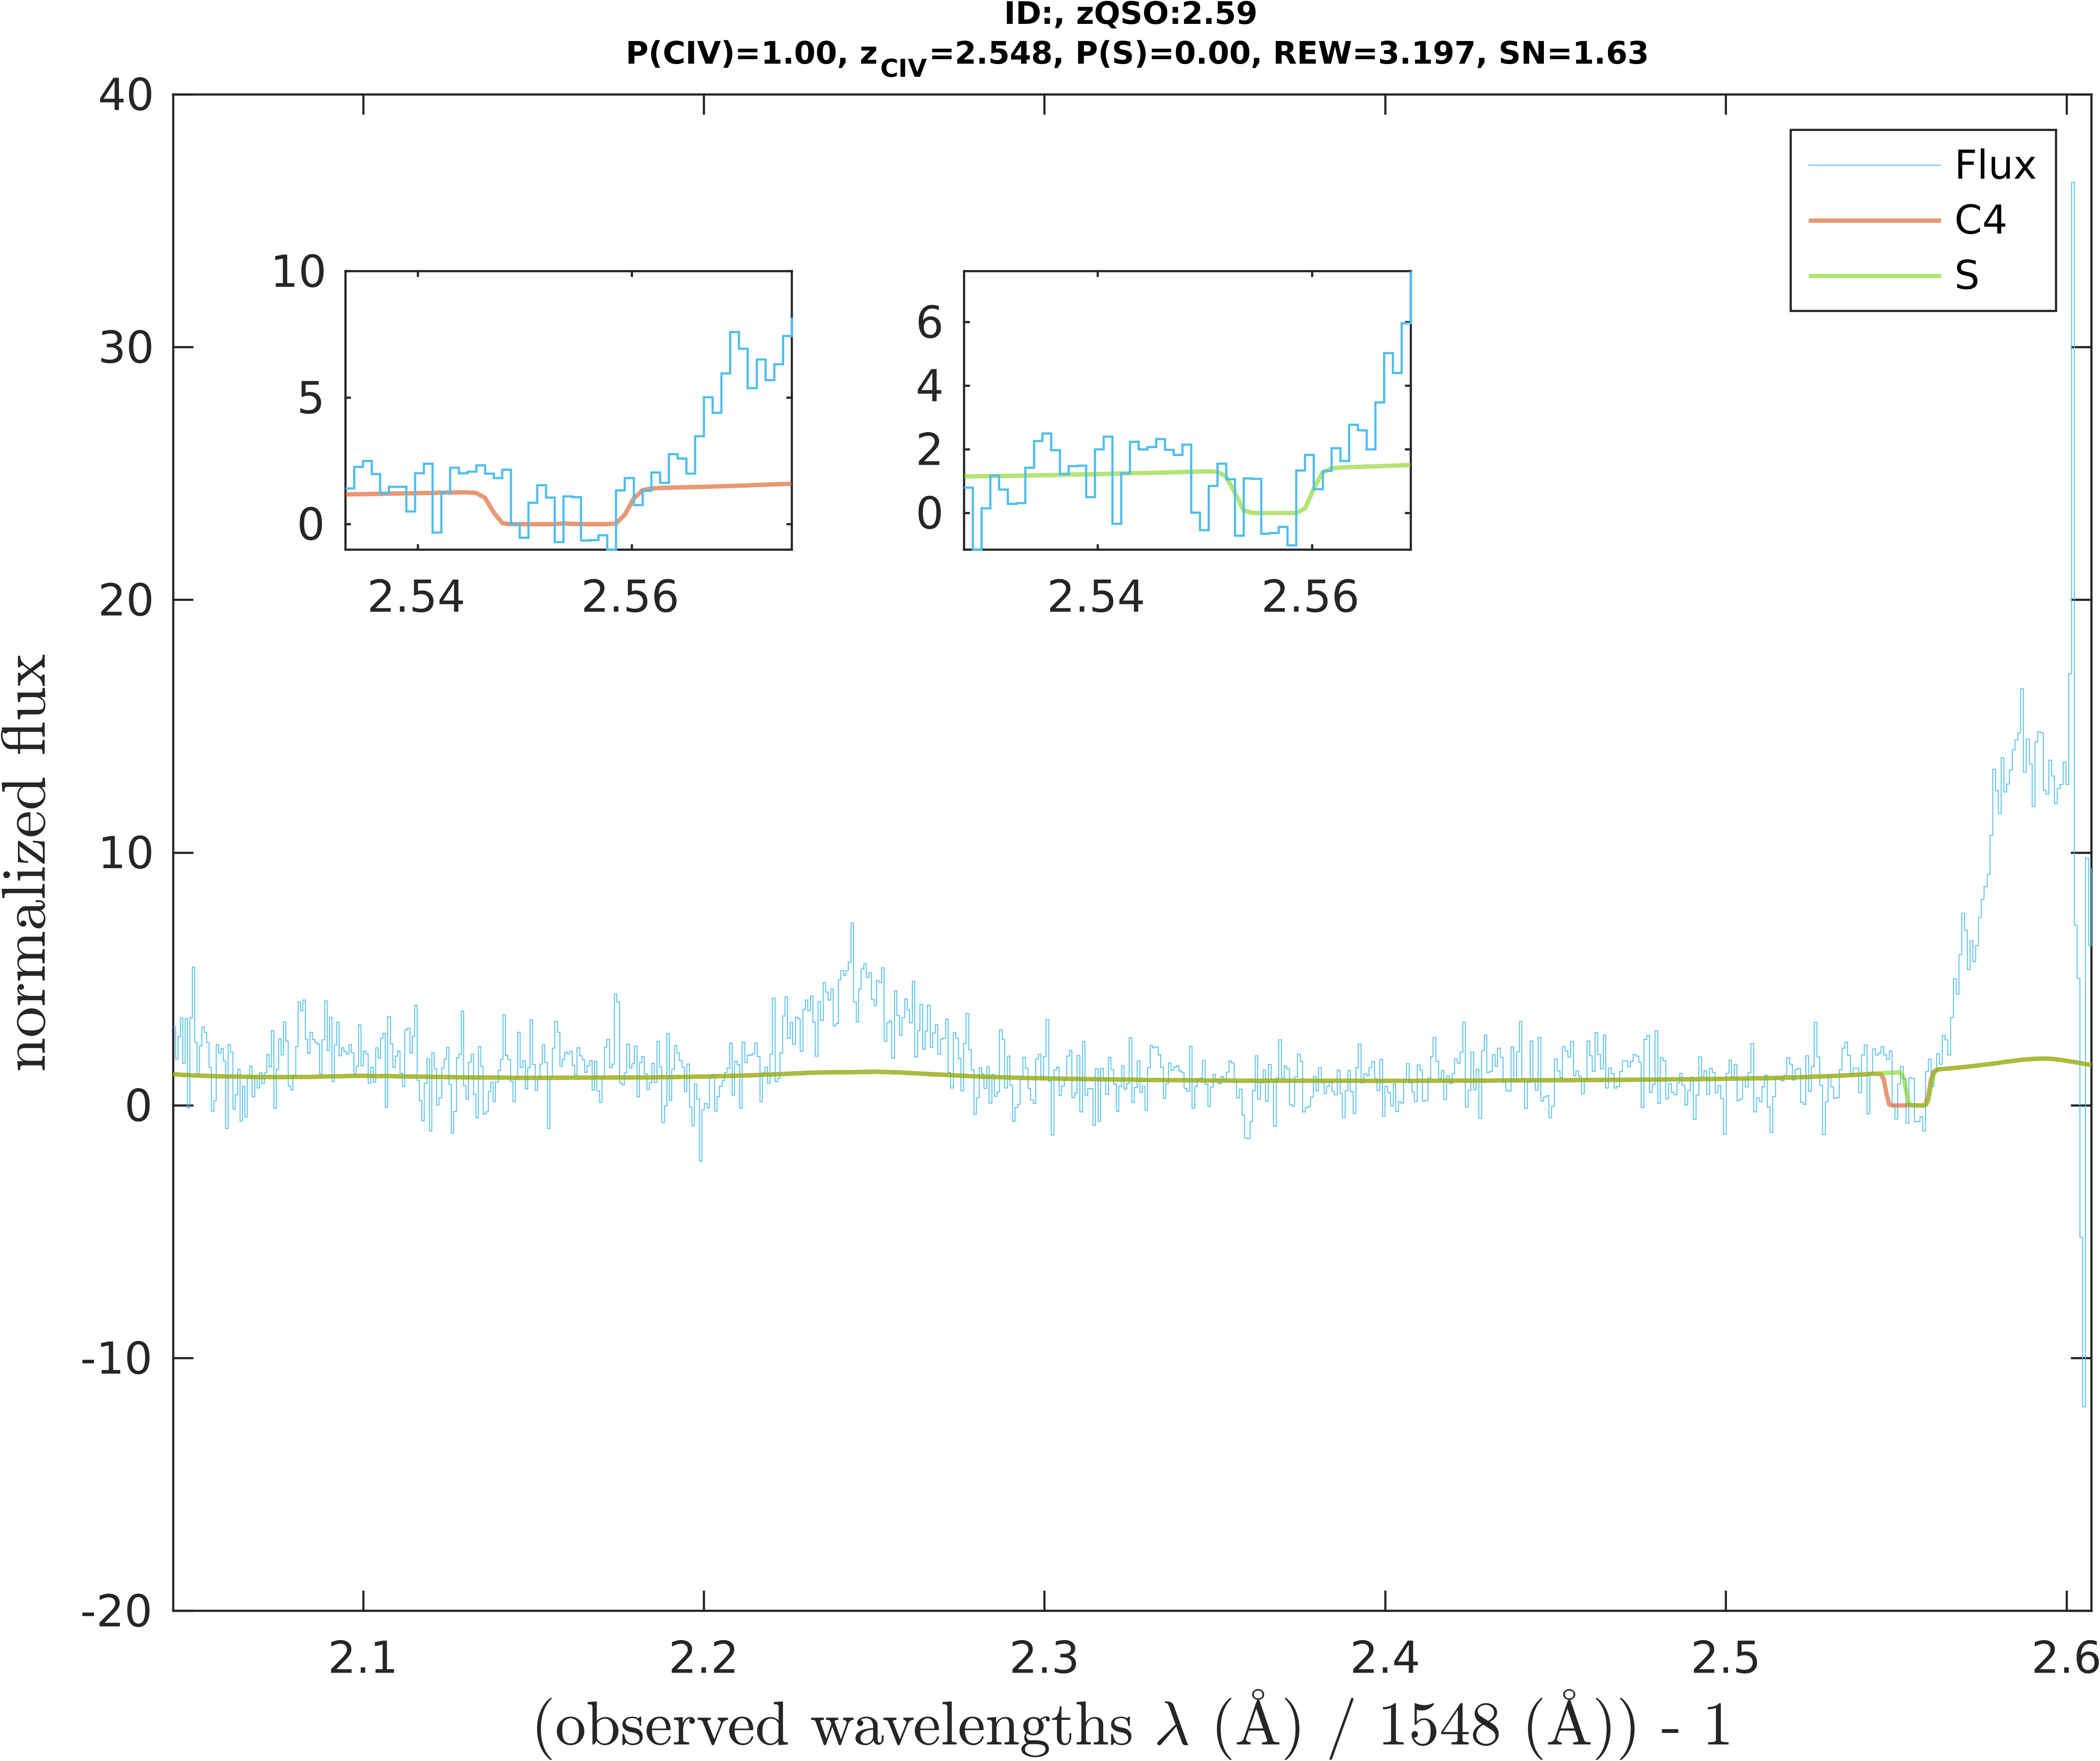 ID:, zQSO:2.59
P(CIV)=1.00, z CIV=2.548, P(S)=0.00, REW=3.197, SN=1.63
40
30
20
10
0
-10
-20
normalized flux
Flux
C4
S
10
5
0
2.54 2.56
6
4
2
0
2.54 2.56
2.1 2.2 2.3 2.4 2.5 2.6
(observed wavelengths λ (Å) / 1548 (Å)) - 1